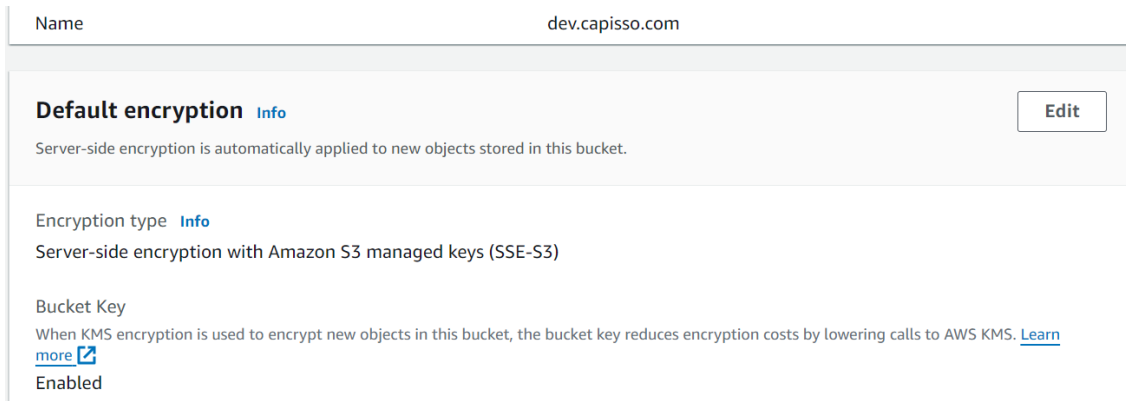 Name dev.capisso.com
Default encryption Info Edit
Server-side encryption is automatically applied to new objects stored in this bucket.
Encryption type Info
Server-side encryption with Amazon S3 managed keys (SSE-S3)
Bucket Key
When KMS encryption is used to encrypt new objects in this bucket, the bucket key reduces encryption costs by lowering calls to AWS KMS. Learn
more
Enabled